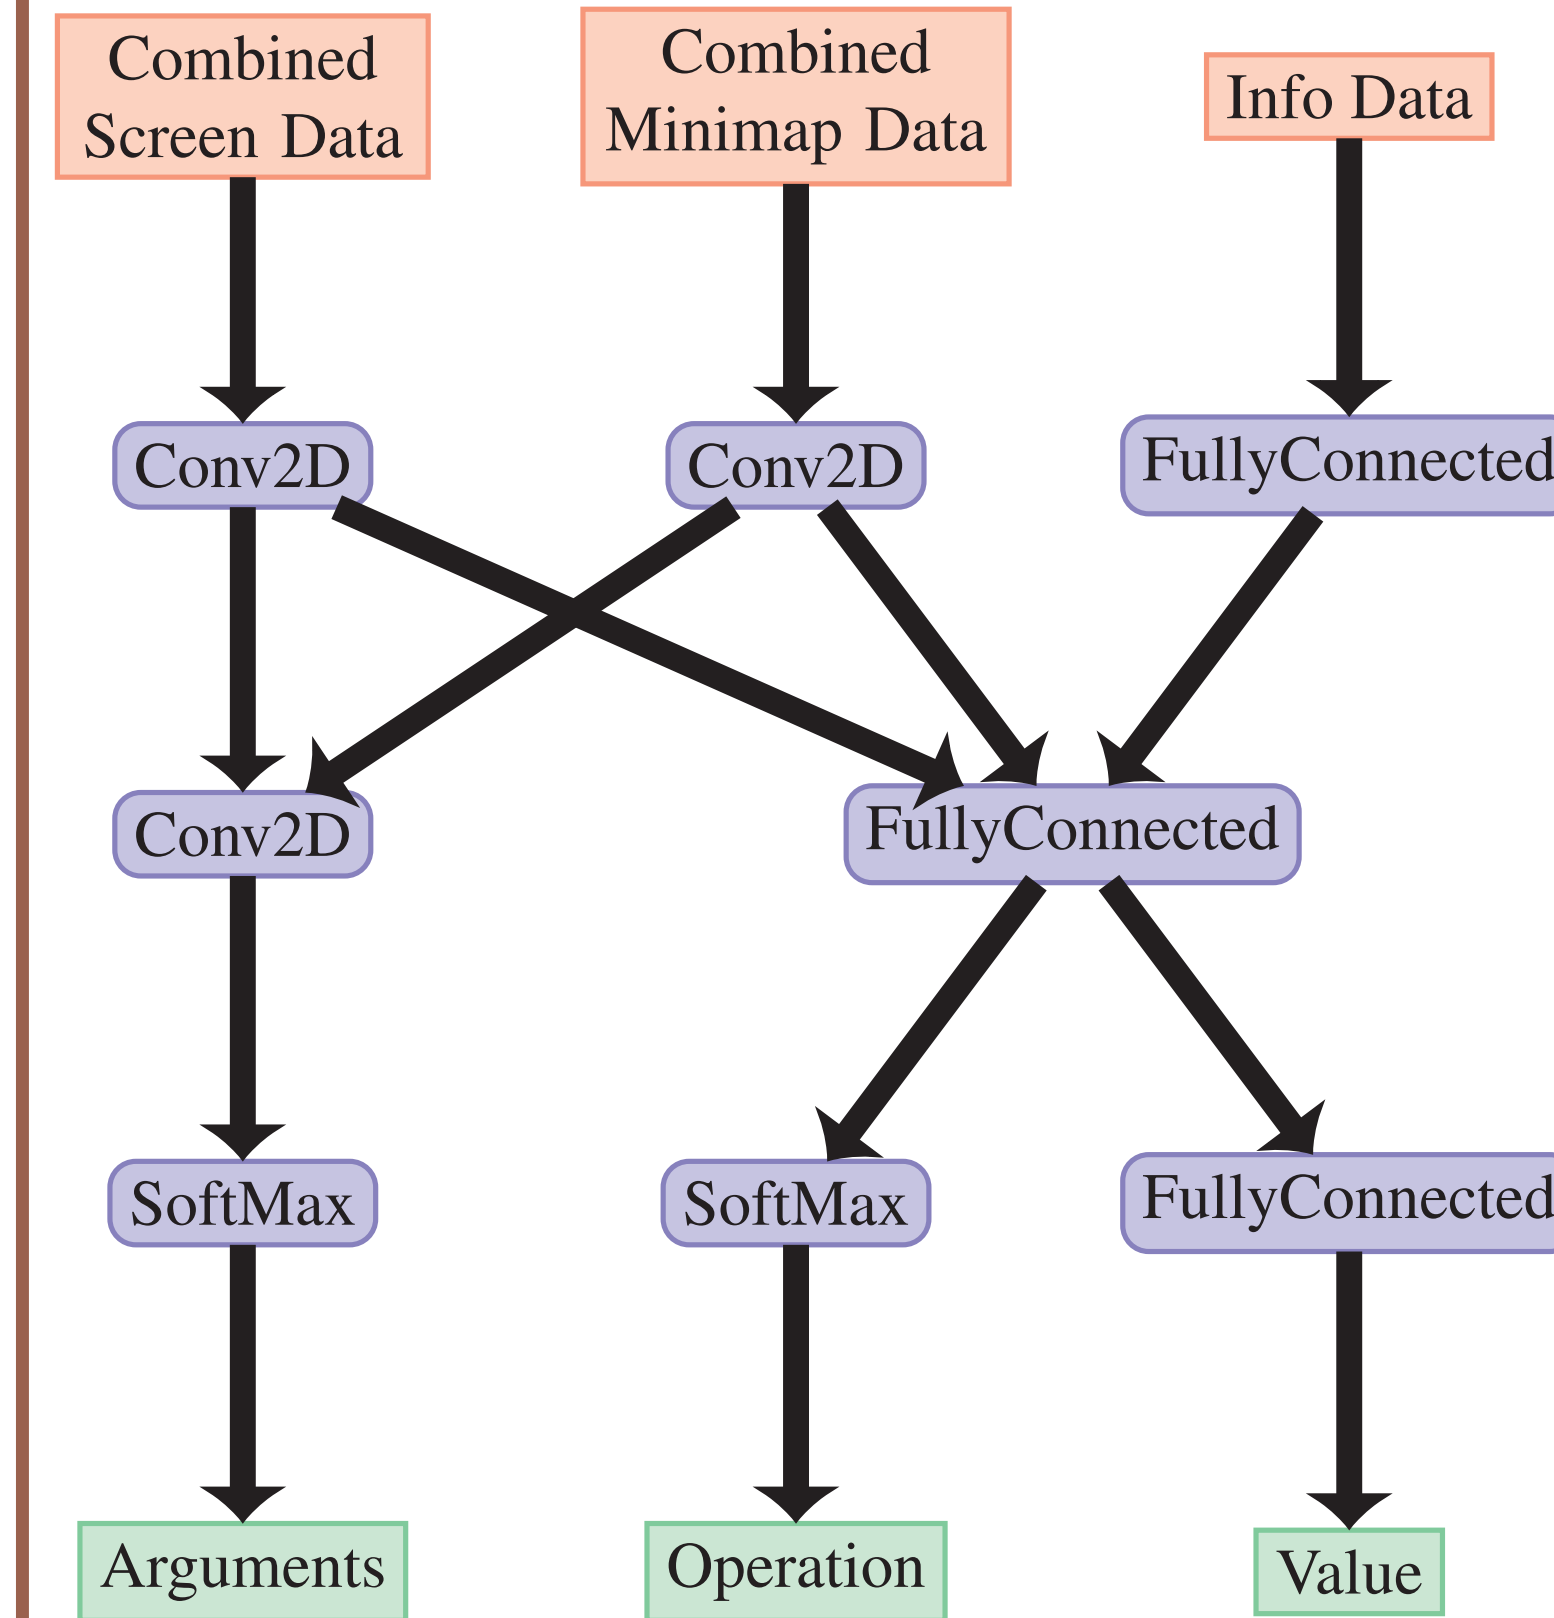 Combined
Screen Data
Combined
Minimap Data
Info Data
Conv2D
Conv2D
FullyConnected
Conv2D
FullyConnected
SoftMax
SoftMax
FullyConnected
Arguments
Operation
Value